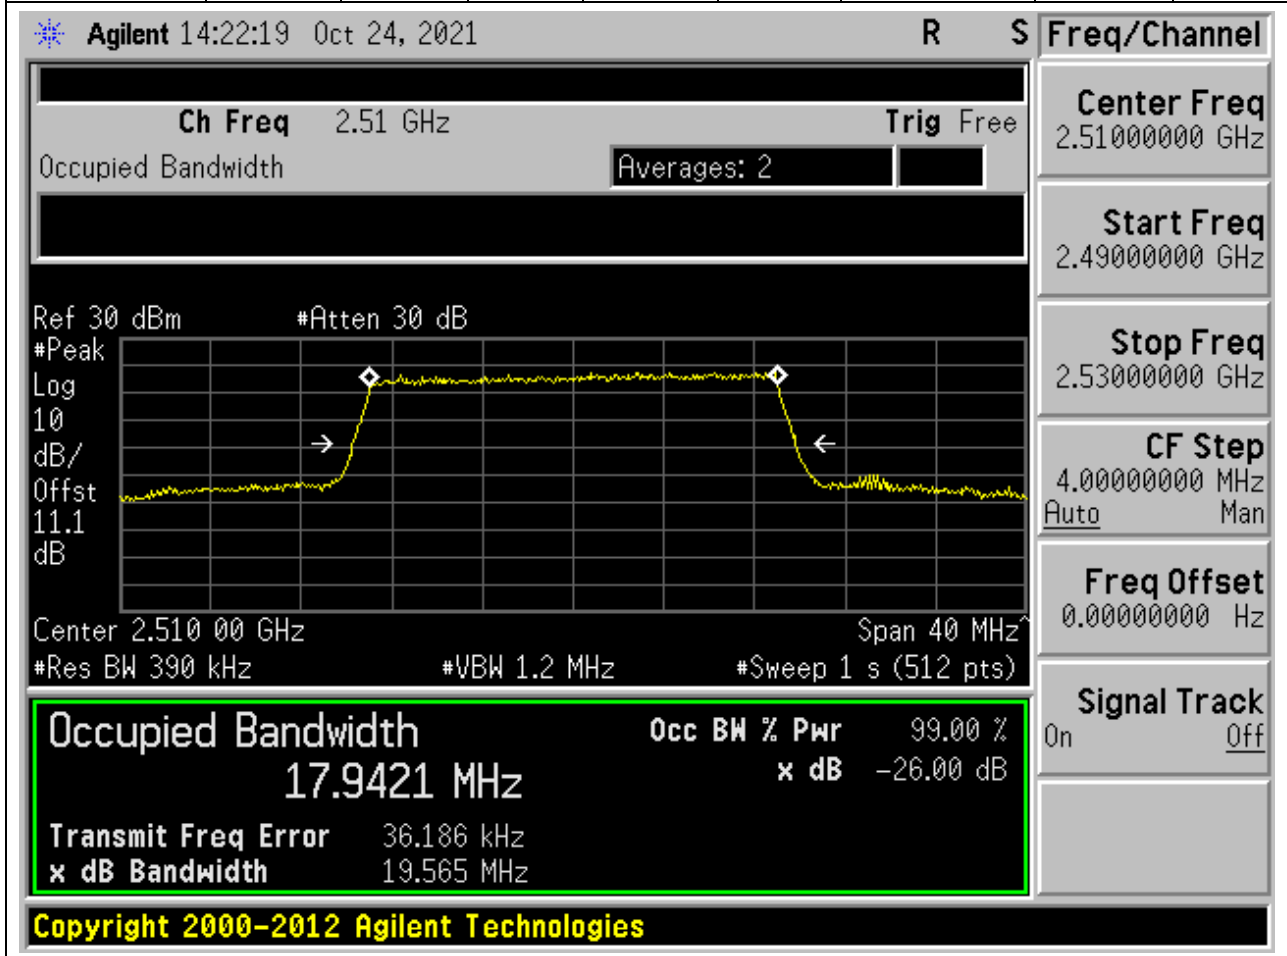 Agilent 14:22:19 Oct 24, 2021 R S
Freq/Channel
Ch Freq 2.51 GHz Trig Free
Occupied Bandwidth Averages: 2
Ref 30 dBm #Atten 30 dB
#Peak
Log
10
dB/
Offst
11.1
dB
Center 2.510 00 GHz Span 40 MHz^
#Res BW 390 kHz #VBW 1.2 MHz #Sweep 1 s (512 pts)
Occupied Bandwidth Occ BW % Pwr 99.00 %
17.9421 MHz x dB -26.00 dB
Transmit Freq Error 36.186 kHz
x dB Bandwidth 19.565 MHz
Center Freq
2.51000000 GHz
Start Freq
2.49000000 GHz
Stop Freq
2.53000000 GHz
CF Step
4.00000000 MHz
Auto Man
Freq Offset
0.00000000 Hz
Signal Track
On Off
Copyright 2000-2012 Agilent Technologies